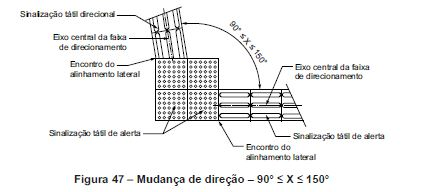 Sinalização tátil direcional
Eixo central da faixa
de direcionamento
Encontro do
alinhamento lateral
90° ≤ X ≤ 150°
Eixo central da faixa
de direcionamento
Sinalização tátil de alerta
Sinalização tátil de alerta
Encontro do
alinhamento lateral
Figura 47 – Mudança de direção – 90° ≤ X ≤ 150°